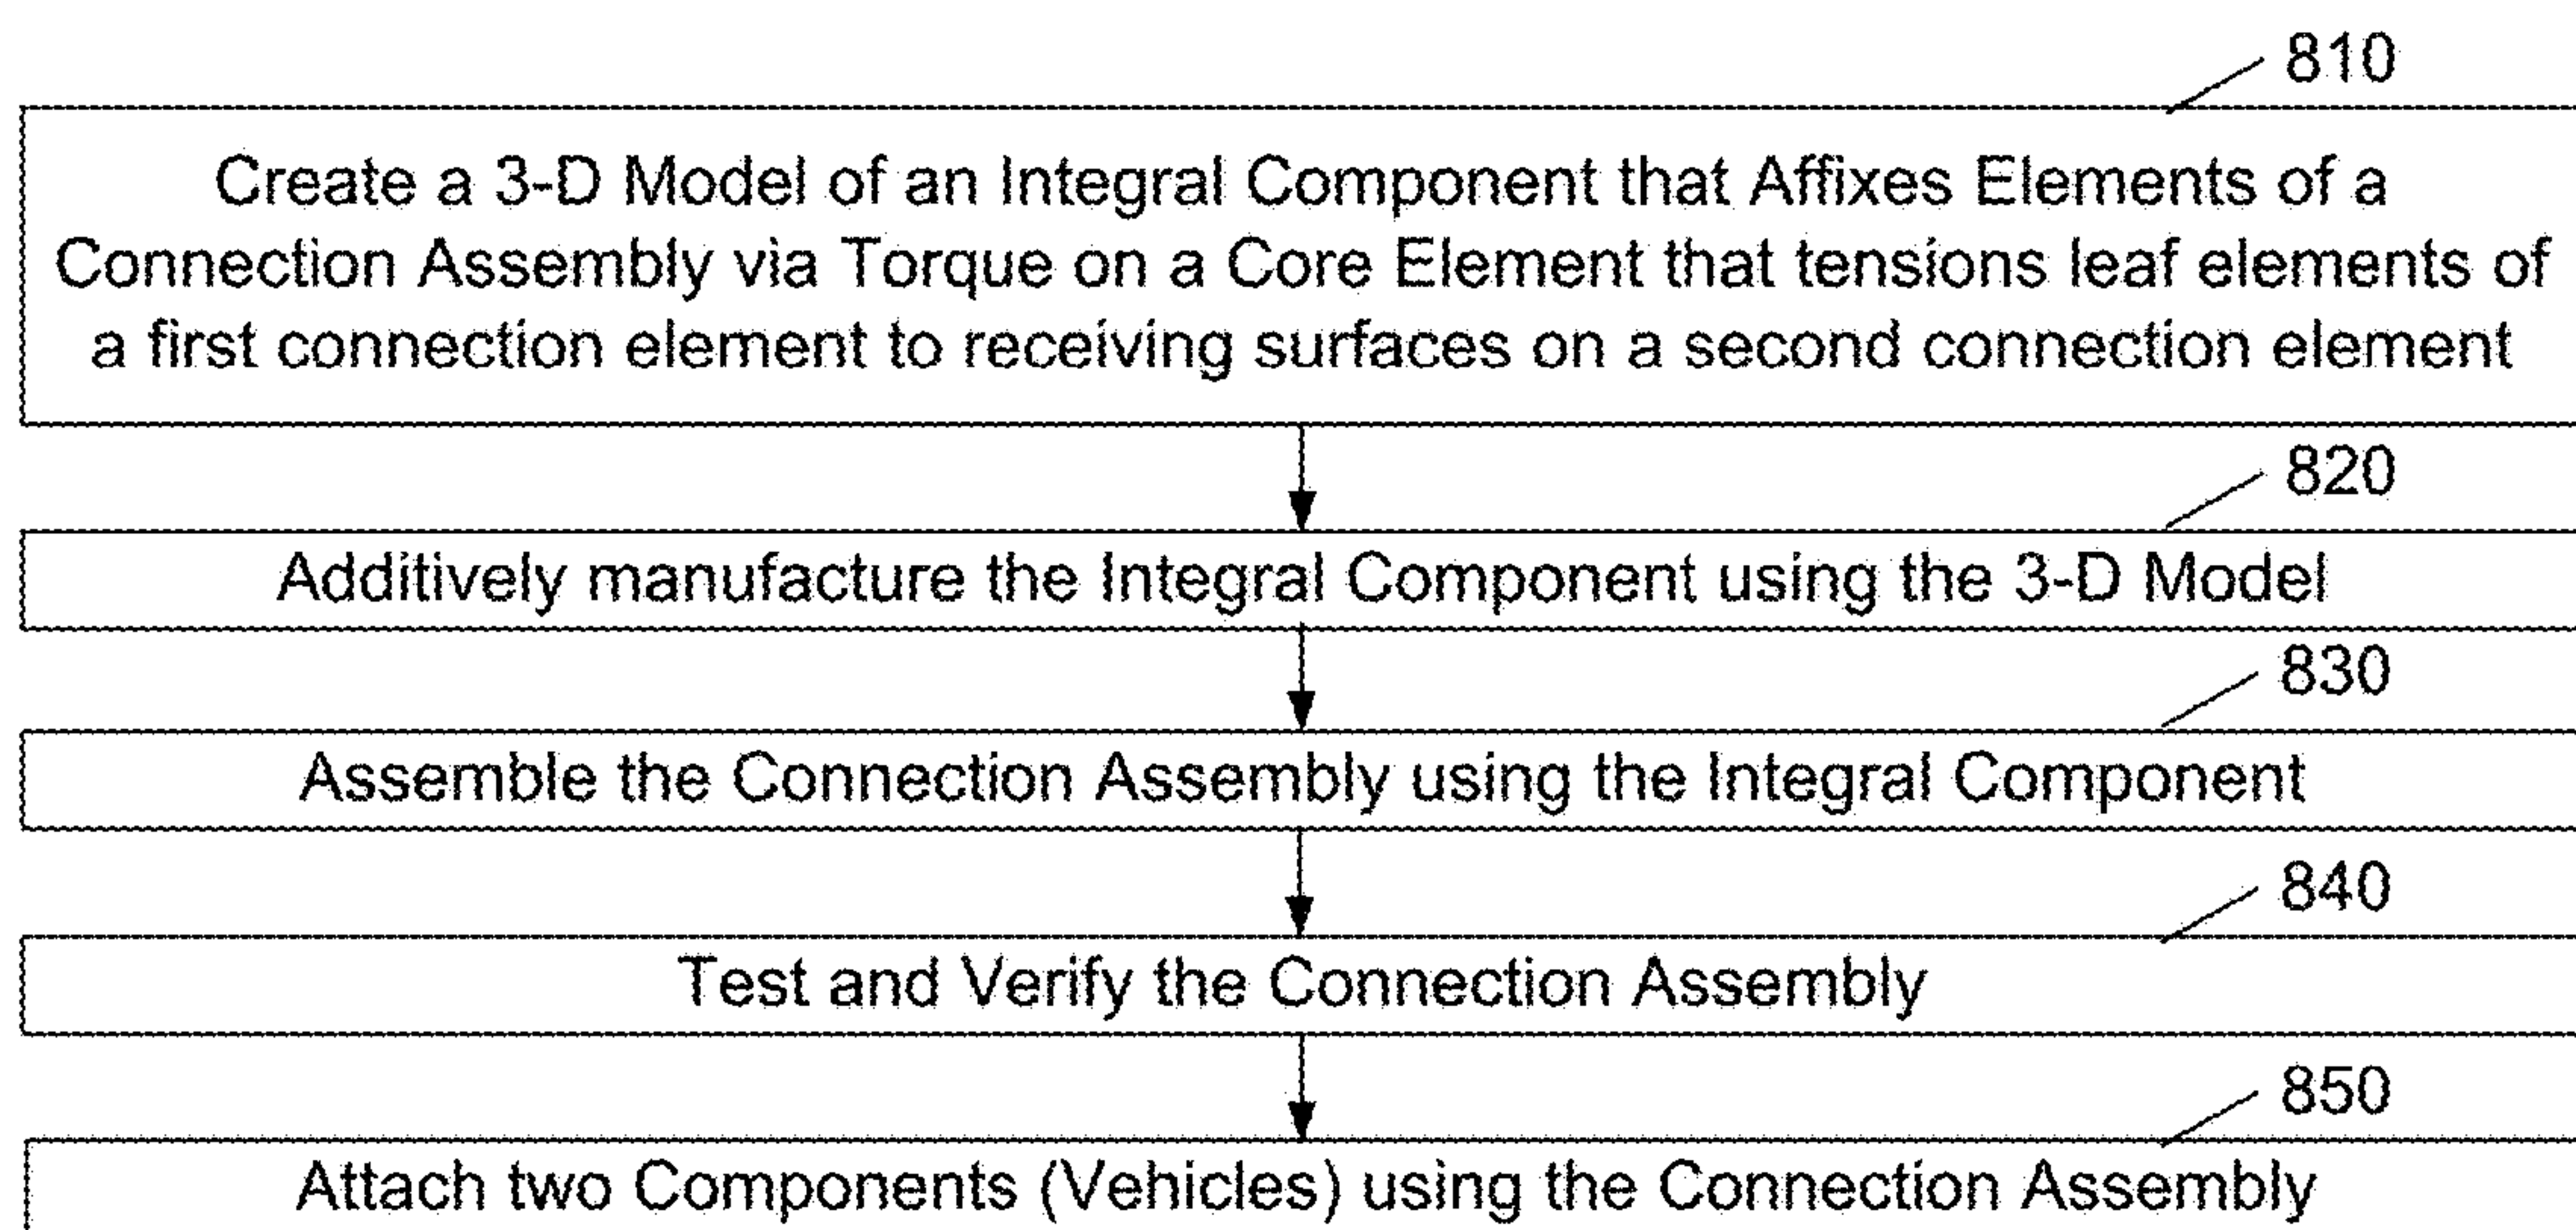 810
Create a 3-D Model of an Integral Component that Affixes Elements of a
Connection Assembly via Torque on a Core Element that tensions leaf elements of
a first connection element to receiving surfaces on a second connection element
820
Additively manufacture the Integral Component using the 3-D Model
830
Assemble the Connection Assembly using the Integral Component
840
Test and Verify the Connection Assembly
850
Attach two Components (Vehicles) using the Connection Assembly